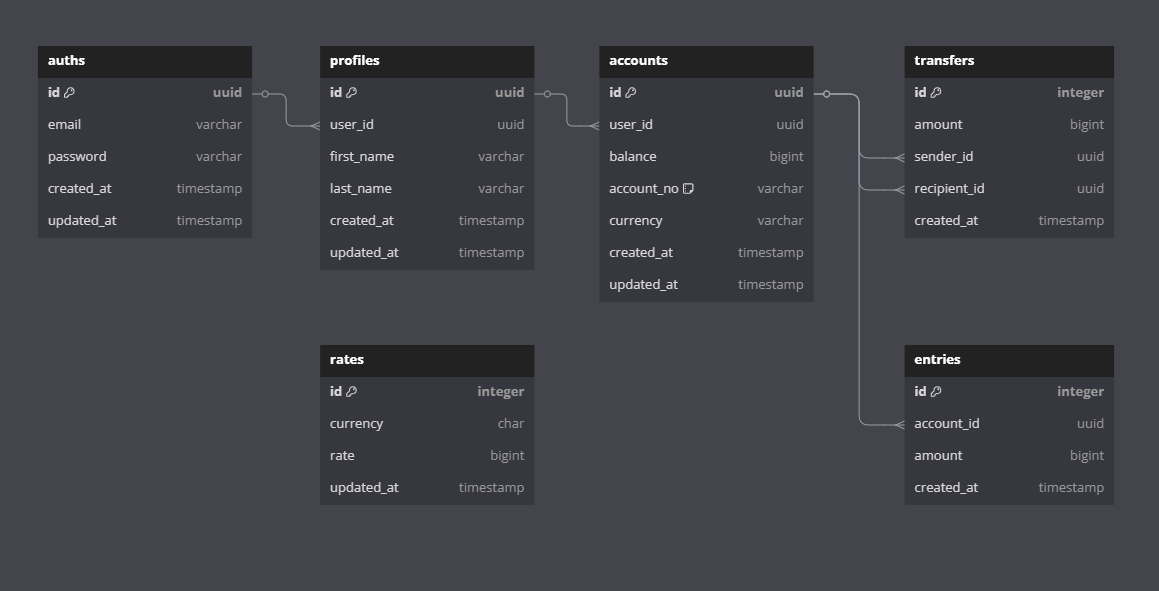 auths
id uuid
email varchar
password varchar
created_at timestamp
updated_at timestamp
profiles
id uuid
user_id uuid
first_name varchar
last_name varchar
created_at timestamp
updated_at timestamp
accounts
id uuid
user_id uuid
balance bigint
account_no varchar
currency varchar
created_at timestamp
updated_at timestamp
transfers
id integer
amount bigint
sender_id uuid
recipient_id uuid
created_at timestamp
rates
id integer
currency char
rate bigint
updated_at timestamp
entries
id integer
account_id uuid
amount bigint
created_at timestamp